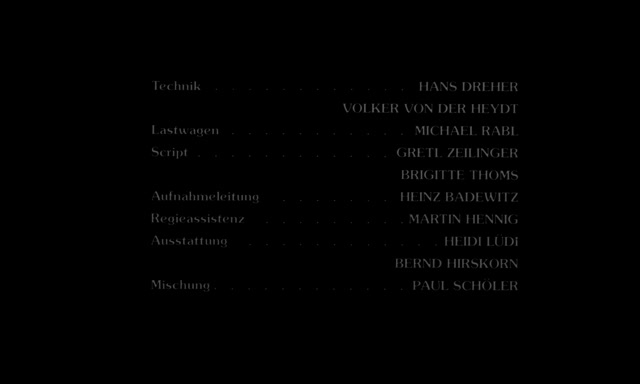 Technik . . . . . . . . . . . . . HANS DREHER
VOLKER VON DER HEYDT
Lastwagen . . . . . . . . . . . . MICHAEL RABL
Script . . . . . . . . . . . . . GRETL ZEILINGER
BRIGITTE THOMS
Aufnahmeleitung . . . . . . . . . HEINZ BADEWITZ
Regieassistenz . . . . . . . . . . MARTIN HENNIG
Ausstattung . . . . . . . . . . . . . HEIDI LÜDI
BERND HIRSKORN
Mischung . . . . . . . . . . . . . PAUL SCHÖLER